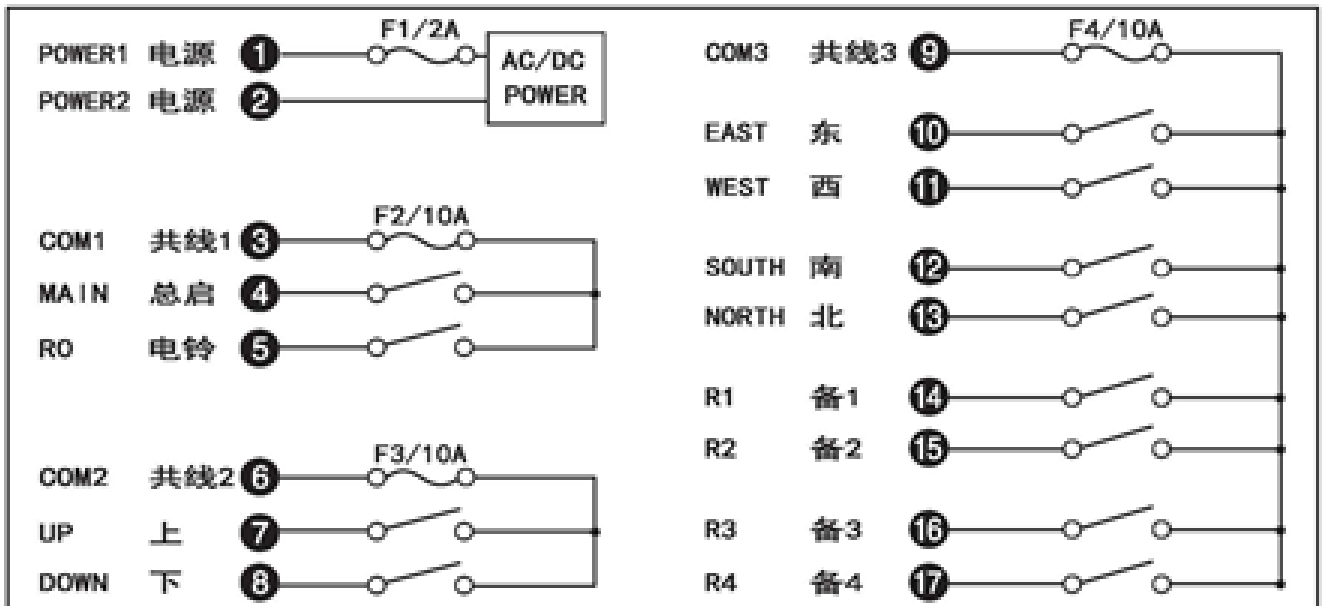 F1/2A
POWER1 电源 1
AC/DC
POWER
POWER2 电源 2
F2/10A
COM1 共线1 3
MAIN 总启 4
R0 电铃 5
F3/10A
COM2 共线2 6
UP 上 7
DOWN 下 8
F4/10A
COM3 共线3 9
EAST 东 10
WEST 西 11
SOUTH 南 12
NORTH 北 13
R1 备1 14
R2 备2 15
R3 备3 16
R4 备4 17